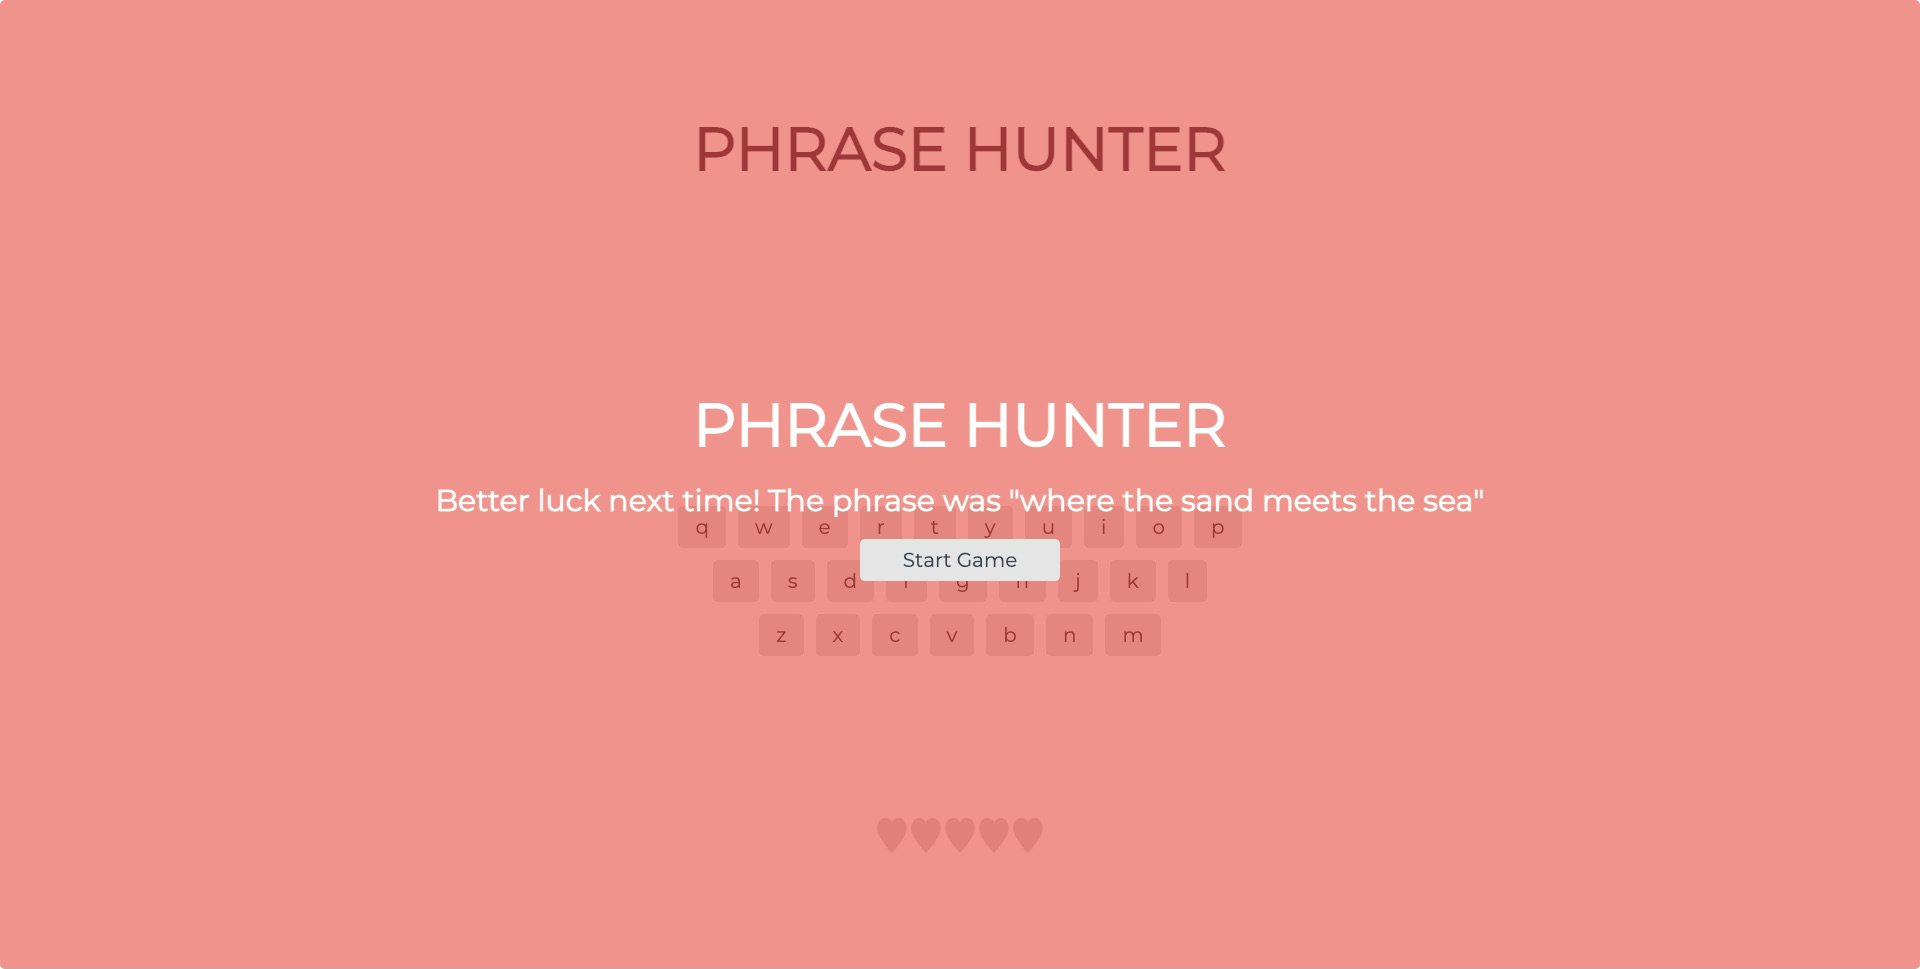 PHRASE HUNTER
PHRASE HUNTER
Better luck next time! The phrase was "where the sand meets the sea"
q w e r t y u i o p
Start Game
a s d f g h j k l
z x c v b n m